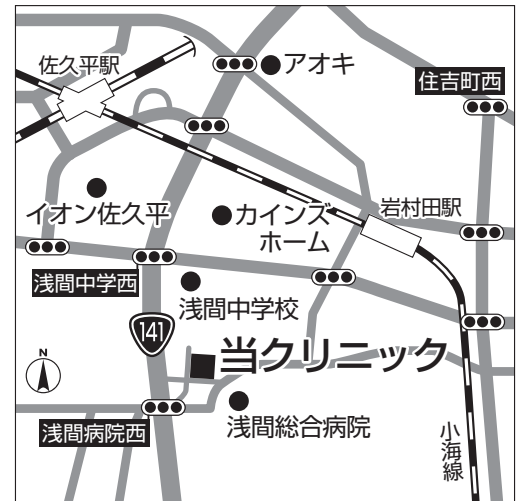 佐久平駅
アオキ
住吉町西
イオン佐久平
カインズ
ホーム
岩村田駅
浅間中学西
浅間中学校
141
当クリニック
N
浅間病院西
浅間総合病院
小海線